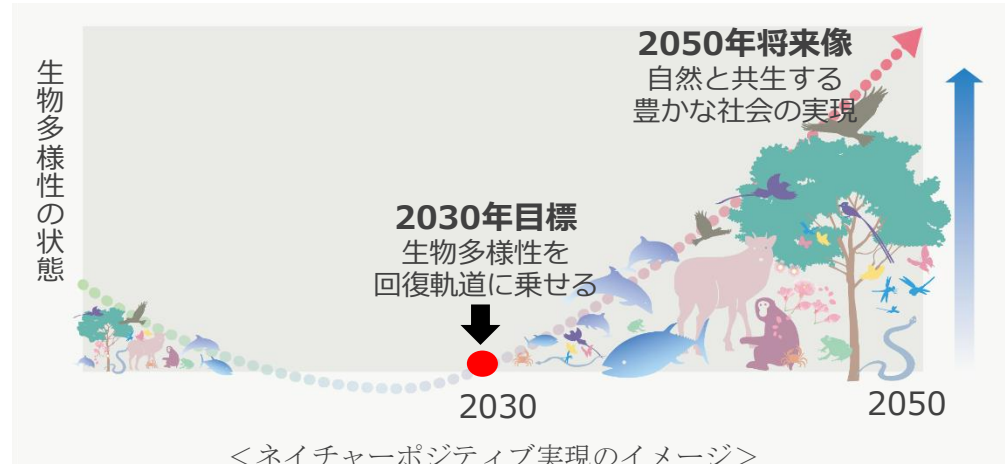 2050年将来像
自然と共生する
豊かな社会の実現
生物多様性の状態
2030年目標
生物多様性を
回復軌道に乗せる
2030
2050
＜ネイチャーポジティブ実現のイメージ＞